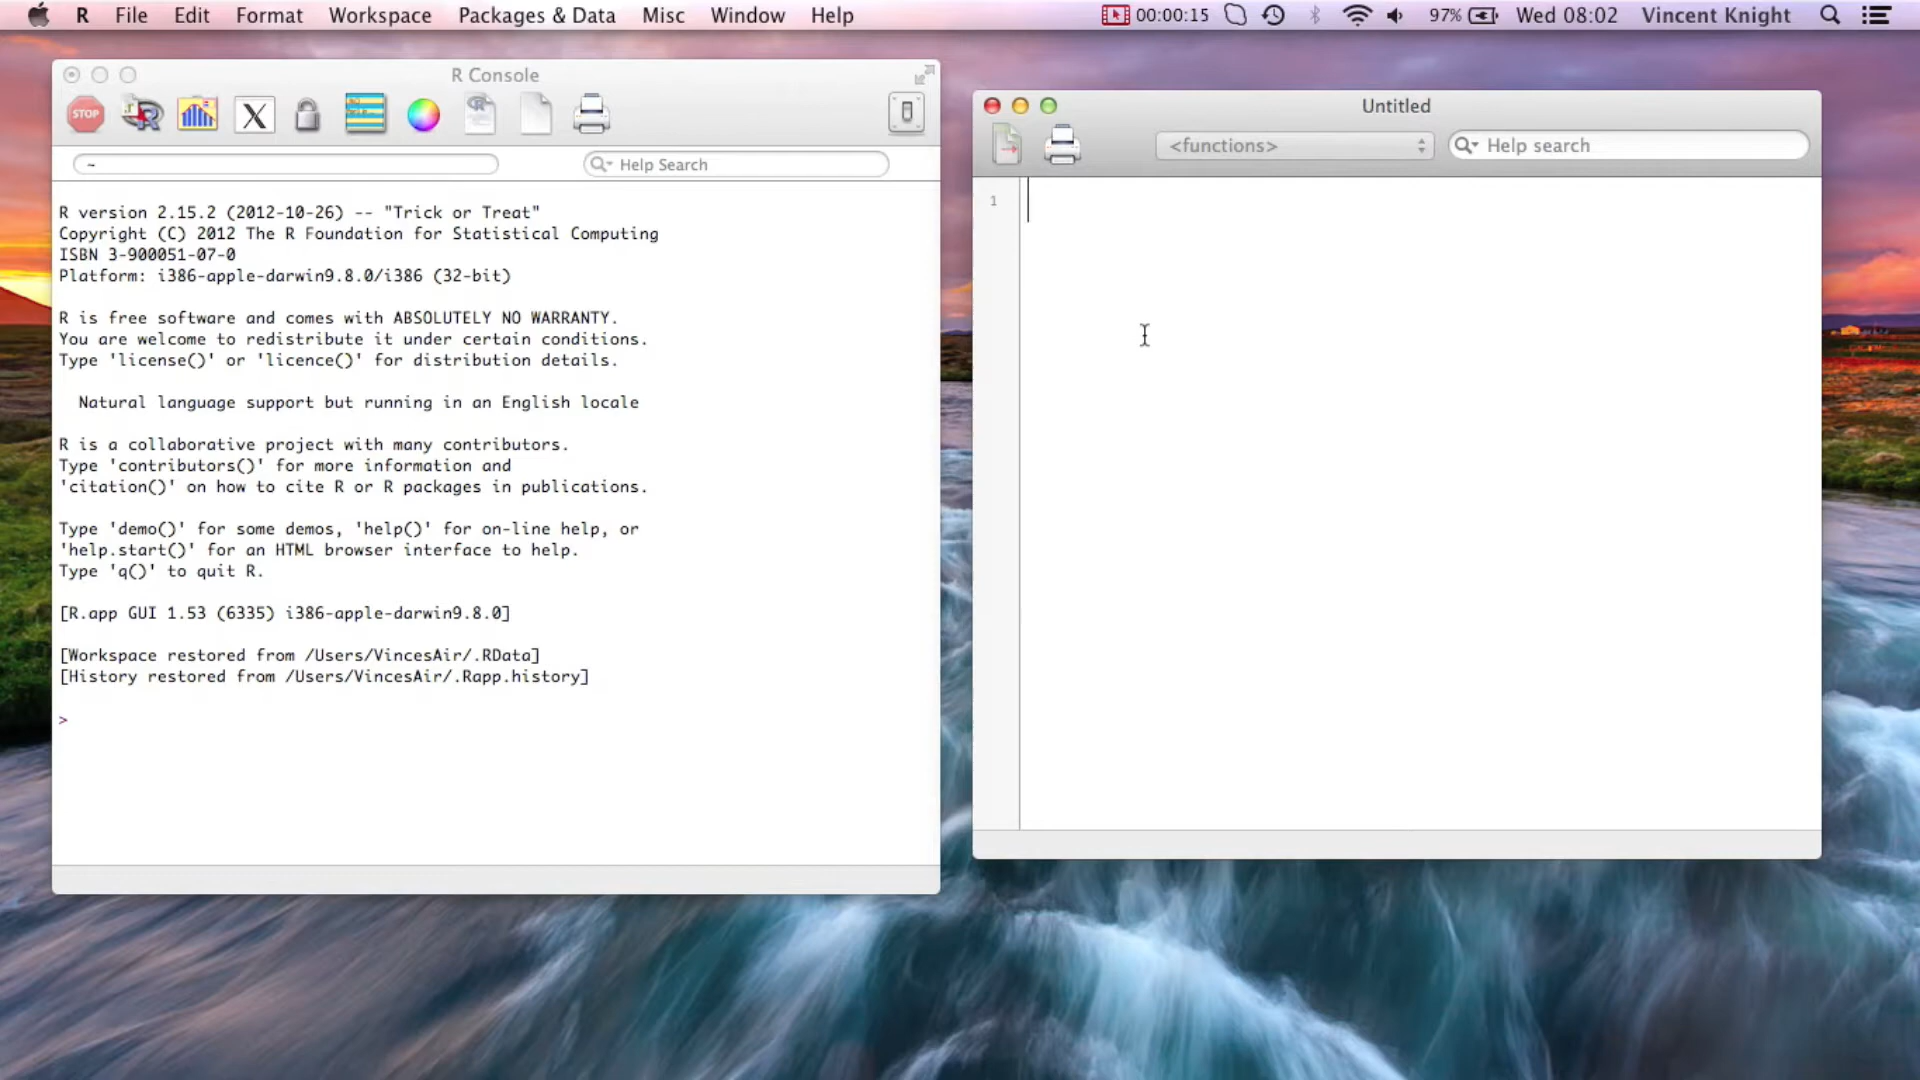 R File Edit Format Workspace Packages & Data Misc Window Help 00:00:15 97% Wed 08:02 Vincent Knight
R Console
STOP
X
~
Help Search
R version 2.15.2 (2012-10-26) -- "Trick or Treat"
Copyright (C) 2012 The R Foundation for Statistical Computing
ISBN 3-900051-07-0
Platform: i386-apple-darwin9.8.0/i386 (32-bit)
R is free software and comes with ABSOLUTELY NO WARRANTY.
You are welcome to redistribute it under certain conditions.
Type 'license()' or 'licence()' for distribution details.
Natural language support but running in an English locale
R is a collaborative project with many contributors.
Type 'contributors()' for more information and
'citation()' on how to cite R or R packages in publications.
Type 'demo()' for some demos, 'help()' for on-line help, or
'help.start()' for an HTML browser interface to help.
Type 'q()' to quit R.
[R.app GUI 1.53 (6335) i386-apple-darwin9.8.0]
[Workspace restored from /Users/VincesAir/.RData]
[History restored from /Users/VincesAir/.Rapp.history]
>
Untitled
<functions>
Help search
1